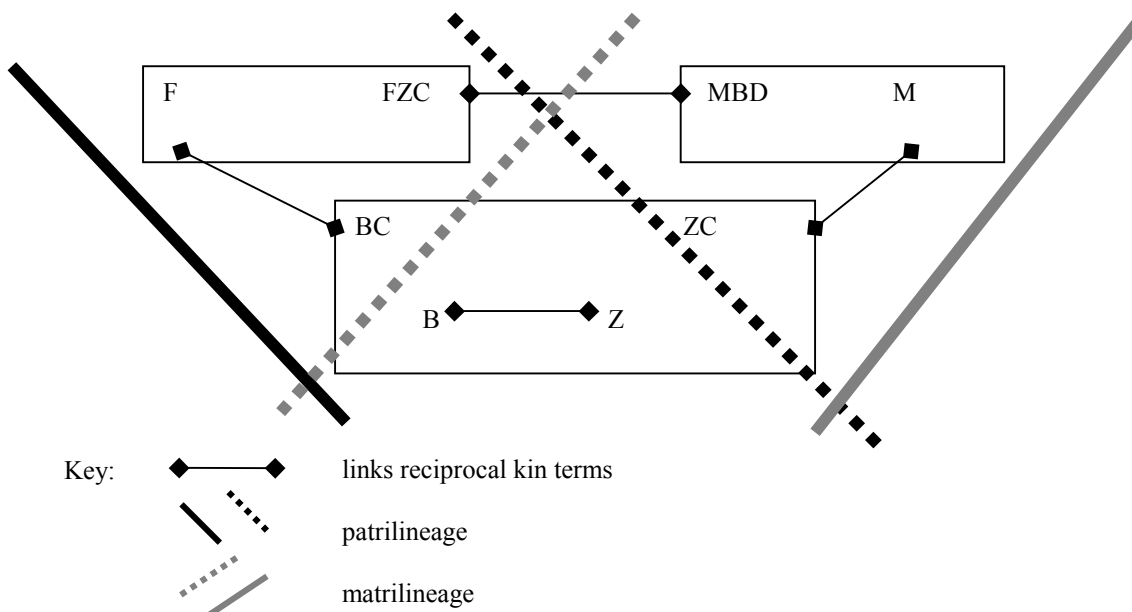 F FZC MBD M
BC ZC
B Z
Key: links reciprocal kin terms
patrilineage
matrilineage